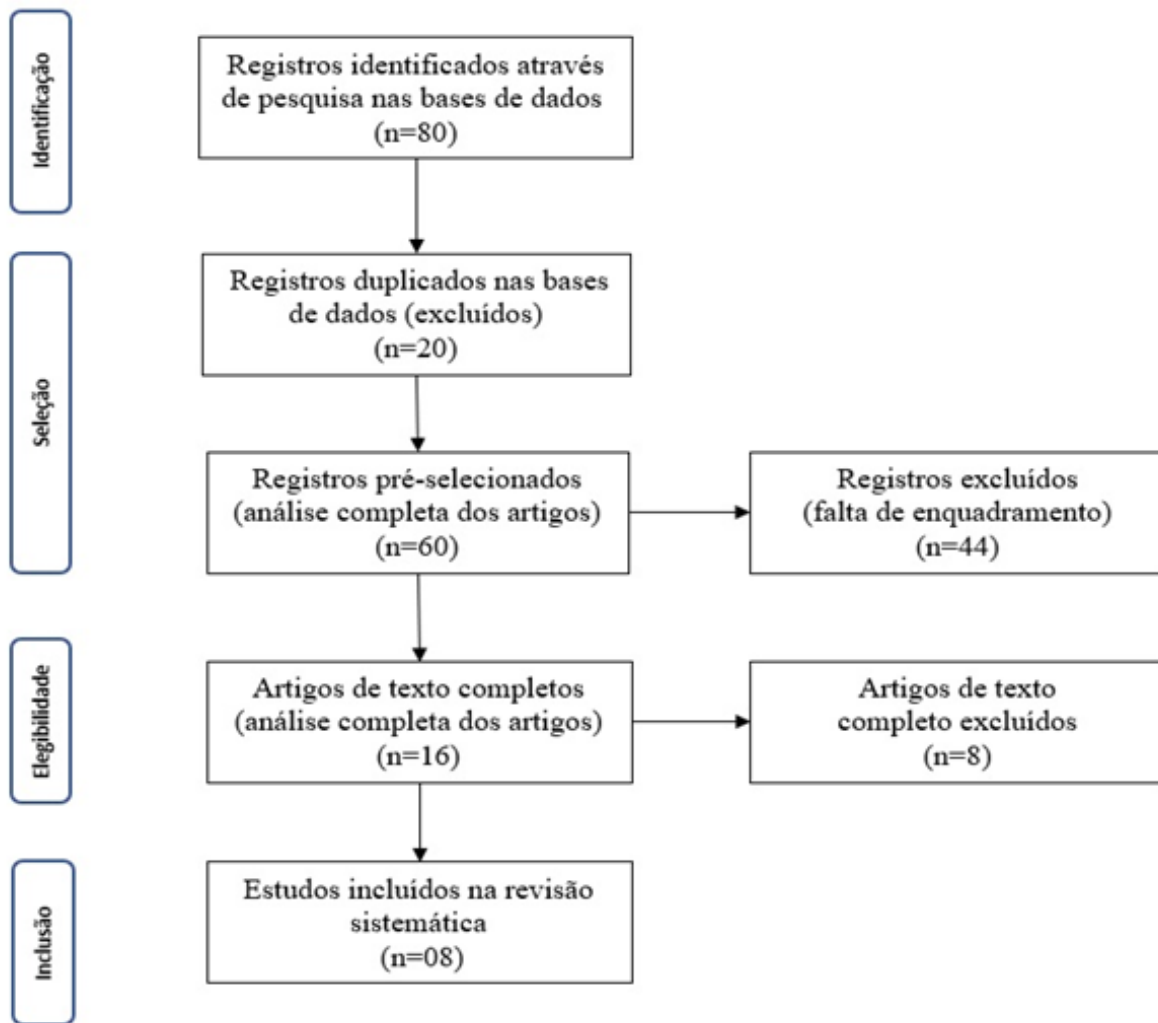 Identificação
Registros identificados através
de pesquisa nas bases de dados
(n=80)
Seleção
Registros duplicados nas bases
de dados (excluídos)
(n=20)
Registros pré-selecionados
(análise completa dos artigos)
(n=60)
Registros excluídos
(falta de enquadramento)
(n=44)
Elegibilidade
Artigos de texto completos
(análise completa dos artigos)
(n=16)
Artigos de texto
completo excluídos
(n=8)
Inclusão
Estudos incluídos na revisão
sistemática
(n=08)